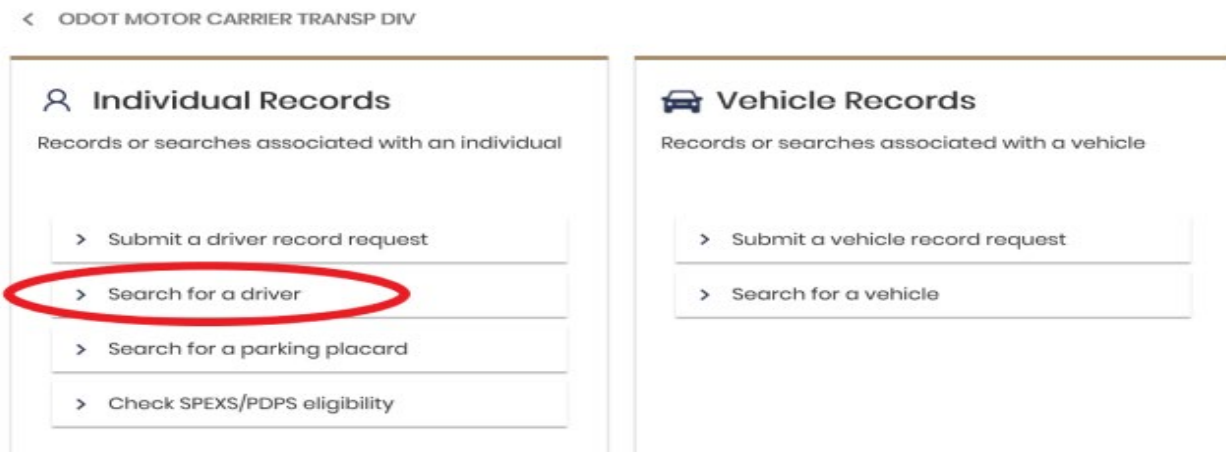 < ODOT MOTOR CARRIER TRANSP DIV
Individual Records
Records or searches associated with an individual
> Submit a driver record request
> Search for a driver
> Search for a parking placard
> Check SPEXS/PDPS eligibility
Vehicle Records
Records or searches associated with a vehicle
> Submit a vehicle record request
> Search for a vehicle